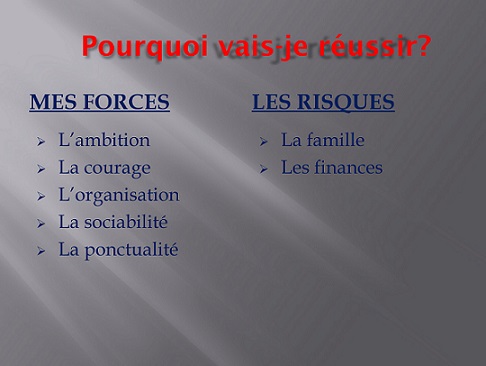 Pourquoi vais je réussir?
MES FORCES
L'ambition
La courage
L'organisation
La sociabilité
La ponctualité
LES RISQUES
La famille
Les finances